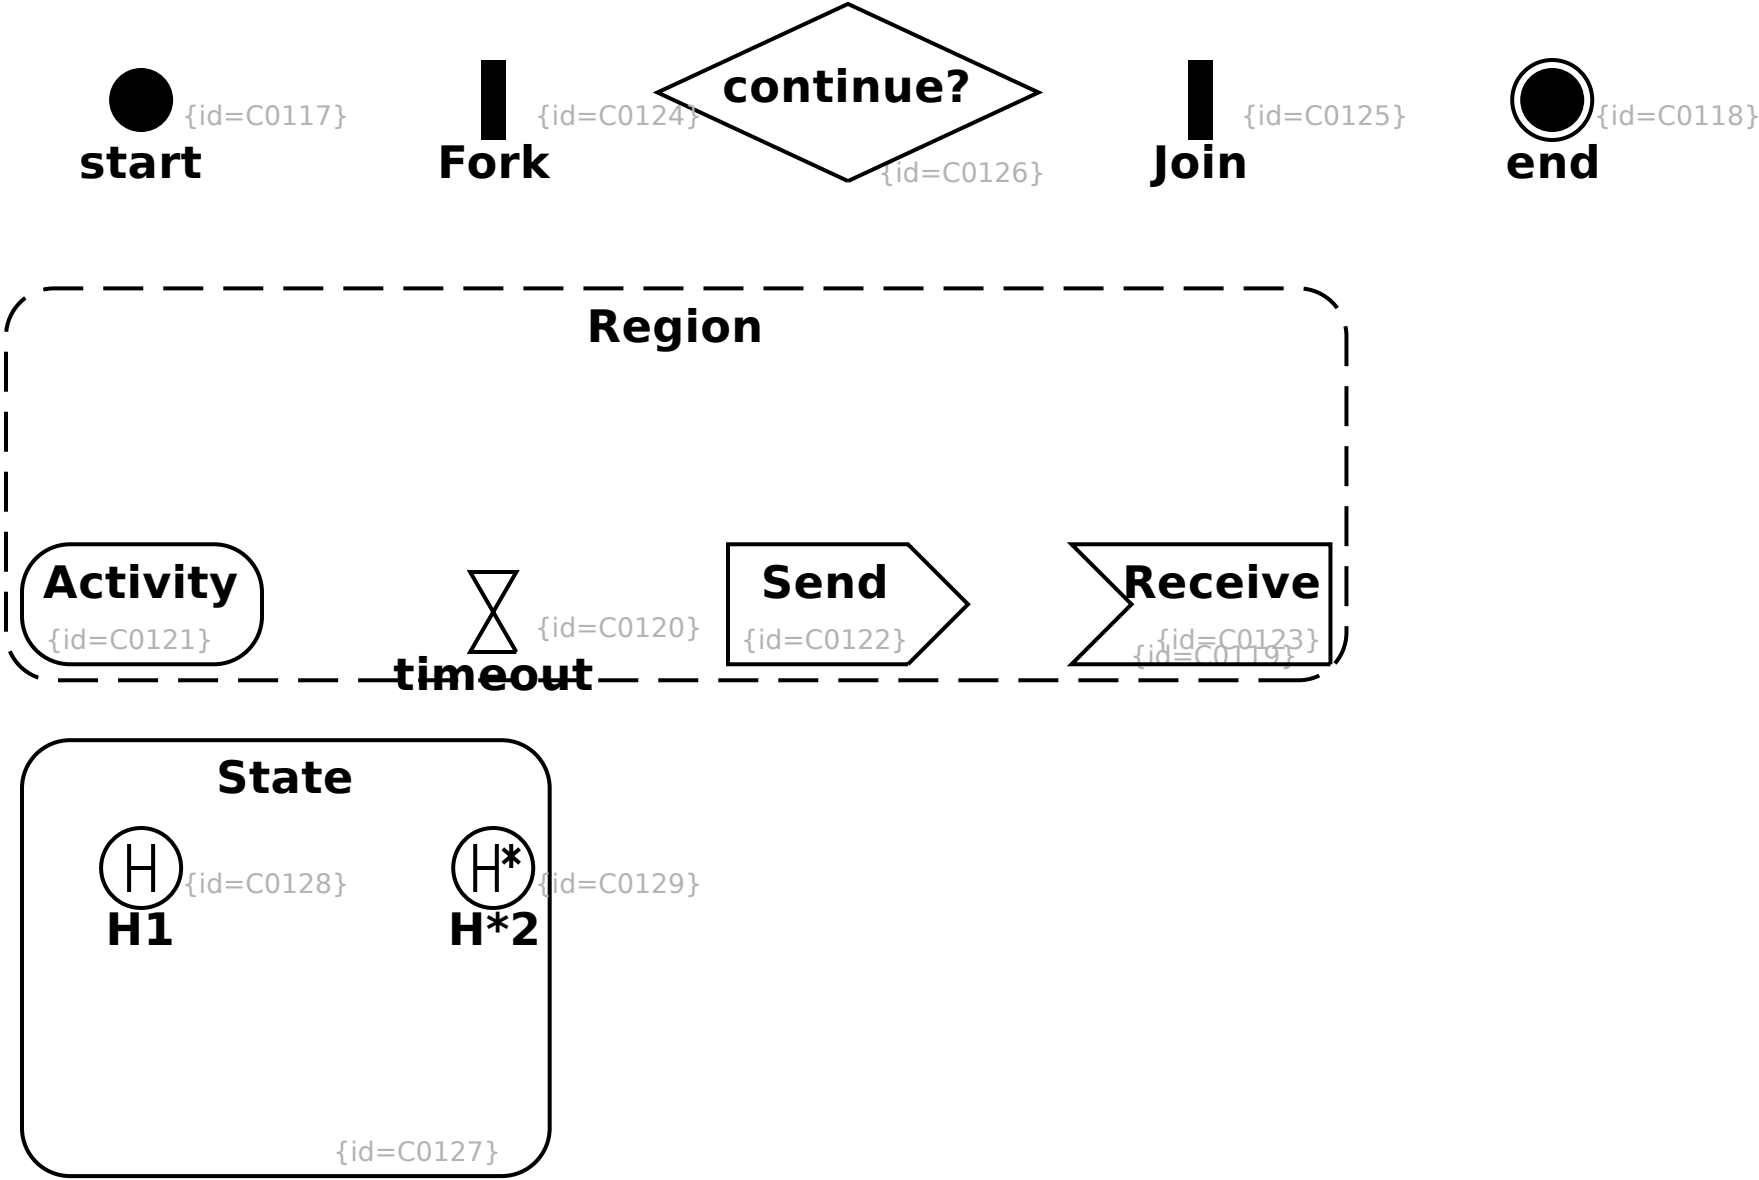 continue?
{id=C0117}
{id=C0124}
{id=C0125}
{id=C0118}
start
Fork
{id=C0126}
Join
end
Region
Activity
Send
Receive
{id=C0121}
{id=C0120}
{id=C0122}
{id=C0123}
{id=C0119}
timeout
State
H
H*
{id=C0128}
{id=C0129}
H1
H*2
{id=C0127}